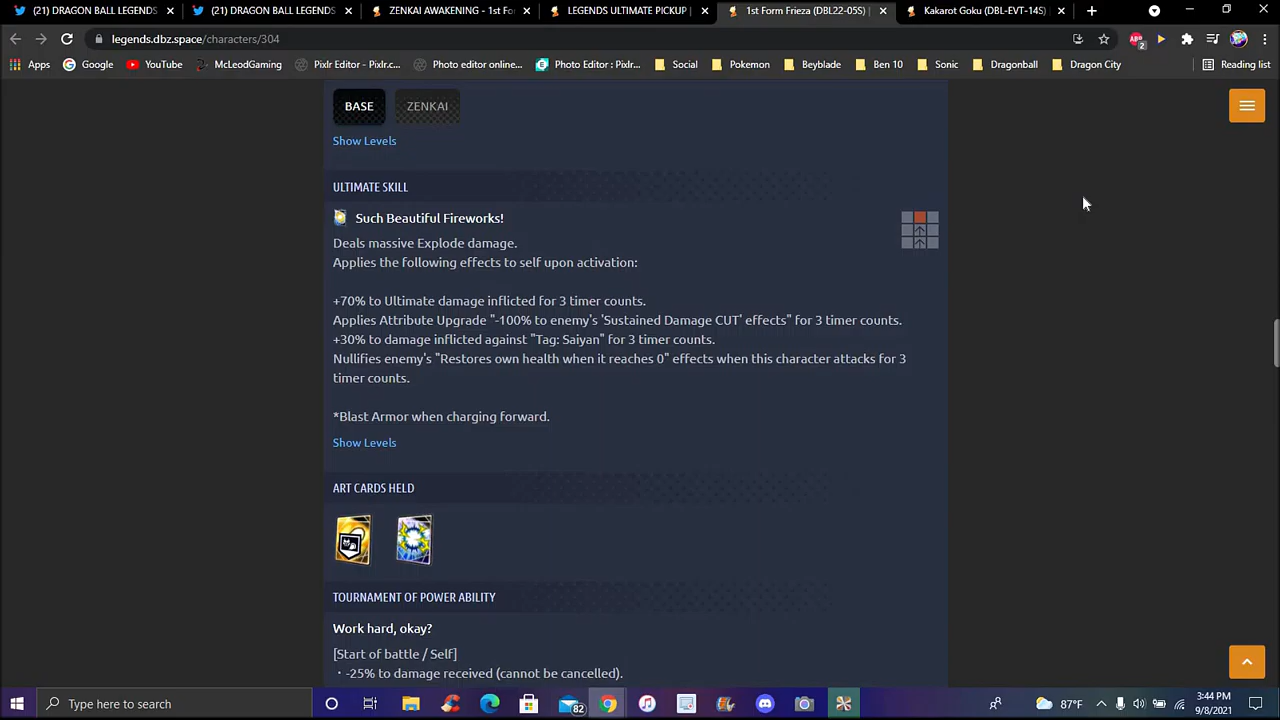 (21) DRAGON BALL LEGENDS
(21) DRAGON BALL LEGENDS
ZENKAI AWAKENING - 1st Fo
LEGENDS ULTIMATE PICKUP |
1st Form Frieza (DBL22-05S) |
Kakarot Goku (DBL-EVT-14S) |
legends.dbz.space/characters/304
Apps
Google
YouTube
McLeodGaming
Pixlr Editor - Pixlr.c...
Photo editor online...
Photo Editor : Pixlr...
Social
Pokemon
Beyblade
Ben 10
Sonic
Dragonball
Dragon City
Reading list
BASE
ZENKAI
Show Levels
ULTIMATE SKILL
Such Beautiful Fireworks!
Deals massive Explode damage.
Applies the following effects to self upon activation:
+70% to Ultimate damage inflicted for 3 timer counts.
Applies Attribute Upgrade "-100% to enemy's 'Sustained Damage CUT' effects" for 3 timer counts.
+30% to damage inflicted against "Tag: Saiyan" for 3 timer counts.
Nullifies enemy's "Restores own health when it reaches 0" effects when this character attacks for 3
timer counts.
*Blast Armor when charging forward.
Show Levels
ART CARDS HELD
TOURNAMENT OF POWER ABILITY
Work hard, okay?
[Start of battle / Self]
・-25% to damage received (cannot be cancelled).
Type here to search
82
87°F
3:44 PM
9/8/2021